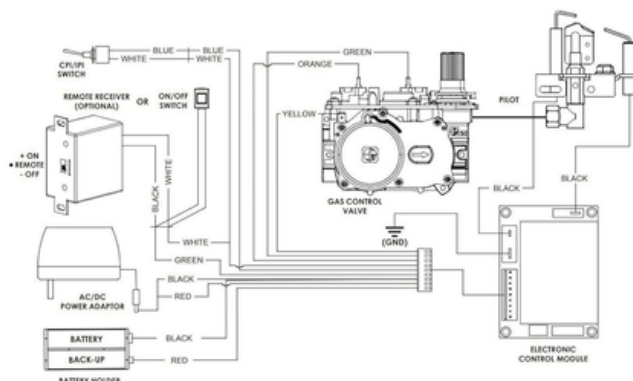 BLUE
BLUE
WHITE
WHITE
CPI/IPI
SWITCH
REMOTE RECEIVER
(OPTIONAL)
OR
ON/OFF
SWITCH
+ ON
• REMOTE
- OFF
BLACK
WHITE
GREEN
ORANGE
YELLOW
PILOT
GAS CONTROL
VALVE
BLACK
BLACK
(GND)
WHITE
GREEN
BLACK
RED
AC/DC
POWER ADAPTOR
BATTERY
BACK-UP
BLACK
RED
BATTERY HOLDER
ELECTRONIC
CONTROL MODULE